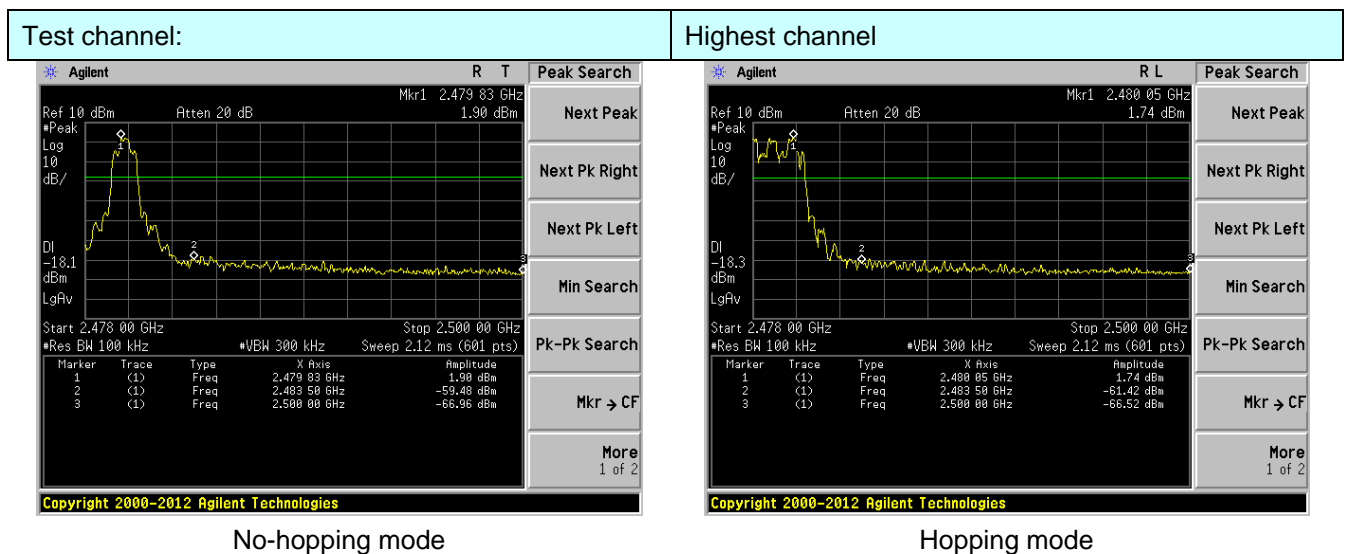 Test channel:
Highest channel
Agilent
R T
Peak Search
Mkr1 2.479 83 GHz
Ref 10 dBm
Atten 20 dB
1.90 dBm
#Peak
Log
10
dB/
1
2
3
DI
-18.1
dBm
LgAv
Start 2.478 00 GHz
Stop 2.500 00 GHz
#Res BW 100 kHz
#VBW 300 kHz
Sweep 2.12 ms (601 pts)
Marker Trace Type X Axis Amplitude
1 (1) Freq 2.479 83 GHz 1.90 dBm
2 (1) Freq 2.483 50 GHz -59.48 dBm
3 (1) Freq 2.500 00 GHz -66.96 dBm
Next Peak
Next Pk Right
Next Pk Left
Min Search
Pk-Pk Search
Mkr → CF
More
1 of 2
Copyright 2000-2012 Agilent Technologies
No-hopping mode
Agilent
R L
Peak Search
Mkr1 2.480 05 GHz
Ref 10 dBm
Atten 20 dB
1.74 dBm
#Peak
Log
10
dB/
1
2
3
DI
-18.3
dBm
LgAv
Start 2.478 00 GHz
Stop 2.500 00 GHz
#Res BW 100 kHz
#VBW 300 kHz
Sweep 2.12 ms (601 pts)
Marker Trace Type X Axis Amplitude
1 (1) Freq 2.480 05 GHz 1.74 dBm
2 (1) Freq 2.483 50 GHz -61.42 dBm
3 (1) Freq 2.500 00 GHz -66.52 dBm
Next Peak
Next Pk Right
Next Pk Left
Min Search
Pk-Pk Search
Mkr → CF
More
1 of 2
Copyright 2000-2012 Agilent Technologies
Hopping mode